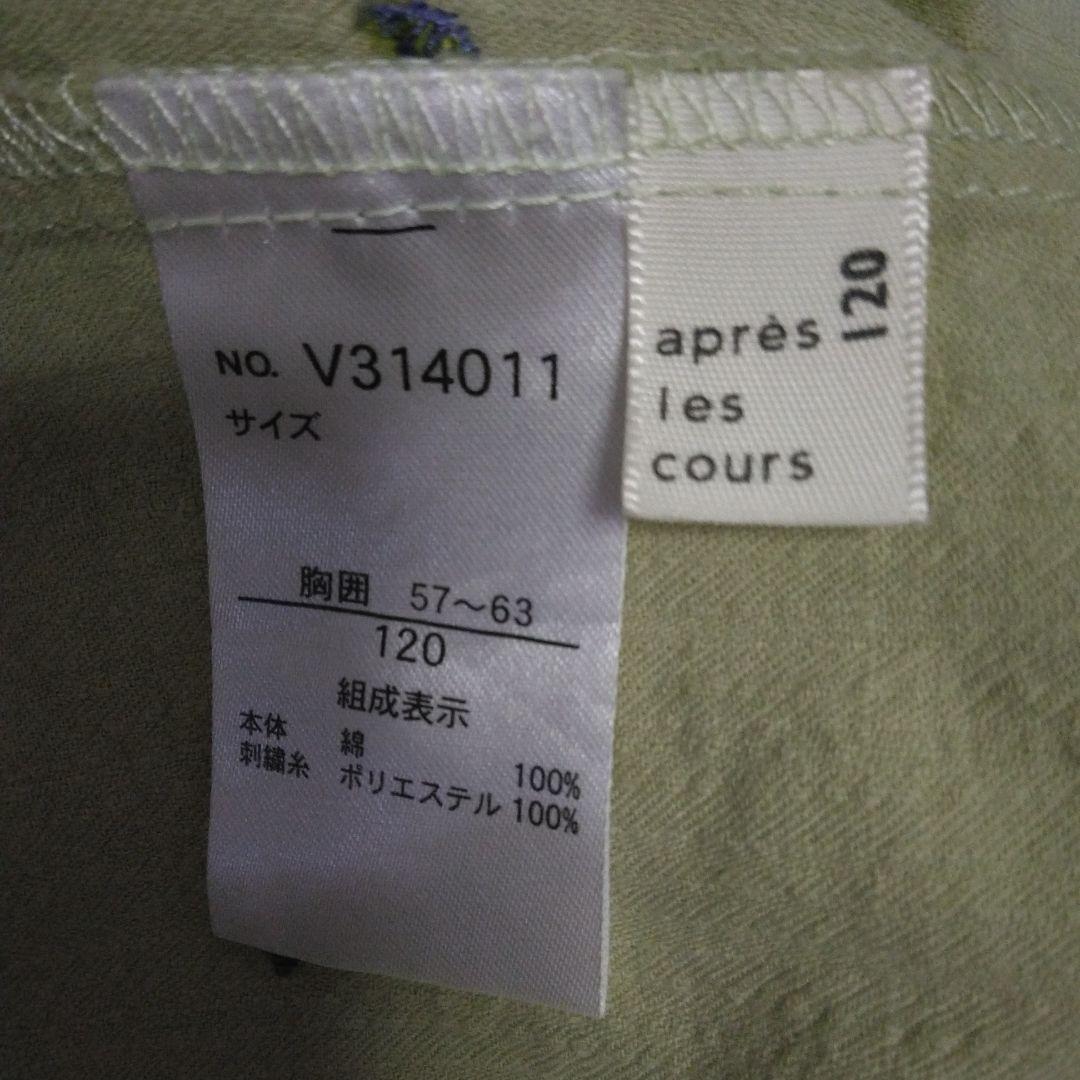 NO. V314011
サイズ
胸囲 57〜63
120
組成表示
本体 綿 100%
刺繍糸 ポリエステル 100%
après
les
cours
120